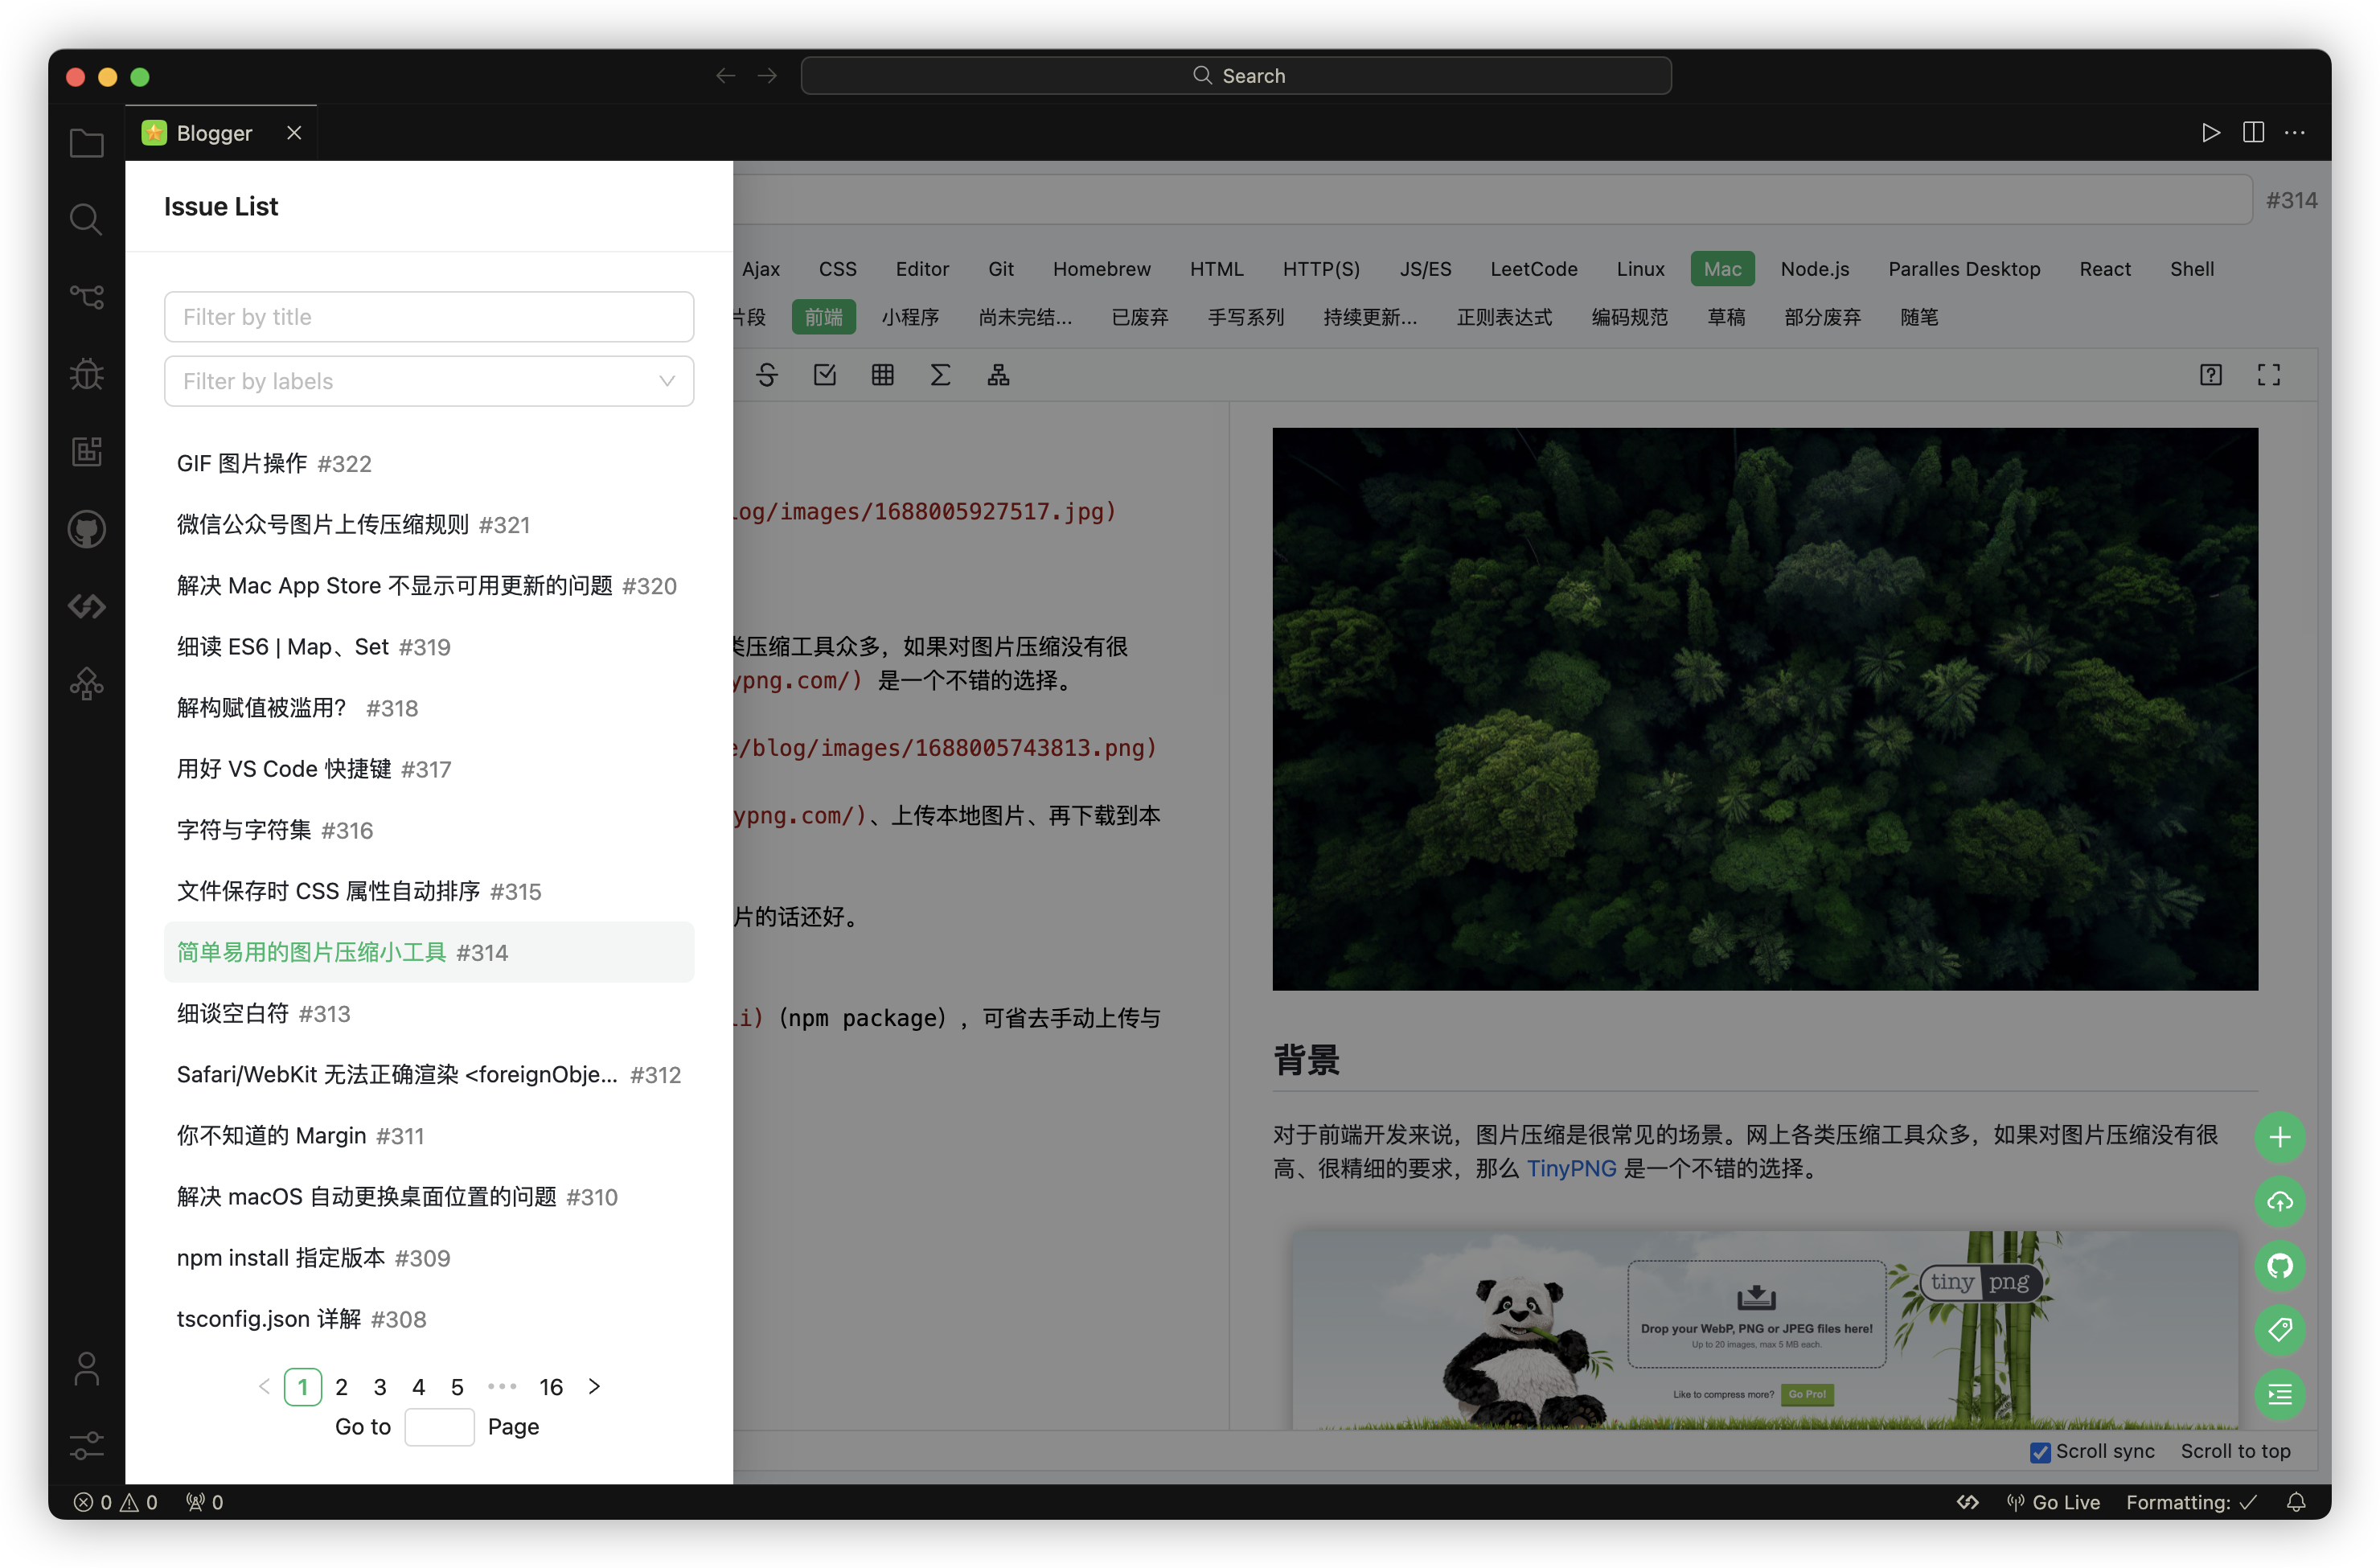 Search
Blogger
Issue List
#314
Filter by title
Filter by labels
Ajax CSS Editor Git Homebrew HTML HTTP(S) JS/ES LeetCode Linux Mac Node.js Paralles Desktop React Shell
片段 前端 小程序 尚未完结... 已废弃 手写系列 持续更新... 正则表达式 编码规范 草稿 部分废弃 随笔
GIF 图片操作 #322
微信公众号图片上传压缩规则 #321
解决 Mac App Store 不显示可用更新的问题 #320
细读 ES6 | Map、Set #319
解构赋值被滥用? #318
用好 VS Code 快捷键 #317
字符与字符集 #316
文件保存时 CSS 属性自动排序 #315
简单易用的图片压缩小工具 #314
细谈空白符 #313
Safari/WebKit 无法正确渲染 <foreignObje... #312
你不知道的 Margin #311
解决 macOS 自动更换桌面位置的问题 #310
npm install 指定版本 #309
tsconfig.json 详解 #308
1 2 3 4 5 ••• 16
Go to Page
log/images/1688005927517.jpg)
类压缩工具众多，如果对图片压缩没有很
ypng.com/) 是一个不错的选择。
e/blog/images/1688005743813.png)
ypng.com/)、上传本地图片、再下载到本
片的话还好。
li)（npm package），可省去手动上传与
背景
对于前端开发来说，图片压缩是很常见的场景。网上各类压缩工具众多，如果对图片压缩没有很
高、很精细的要求，那么 TinyPNG 是一个不错的选择。
tiny png
Drop your WebP, PNG or JPEG files here!
Up to 20 images, max 5 MB each.
Like to compress more? Go Pro!
Scroll sync Scroll to top
0 0 0
Go Live Formatting: